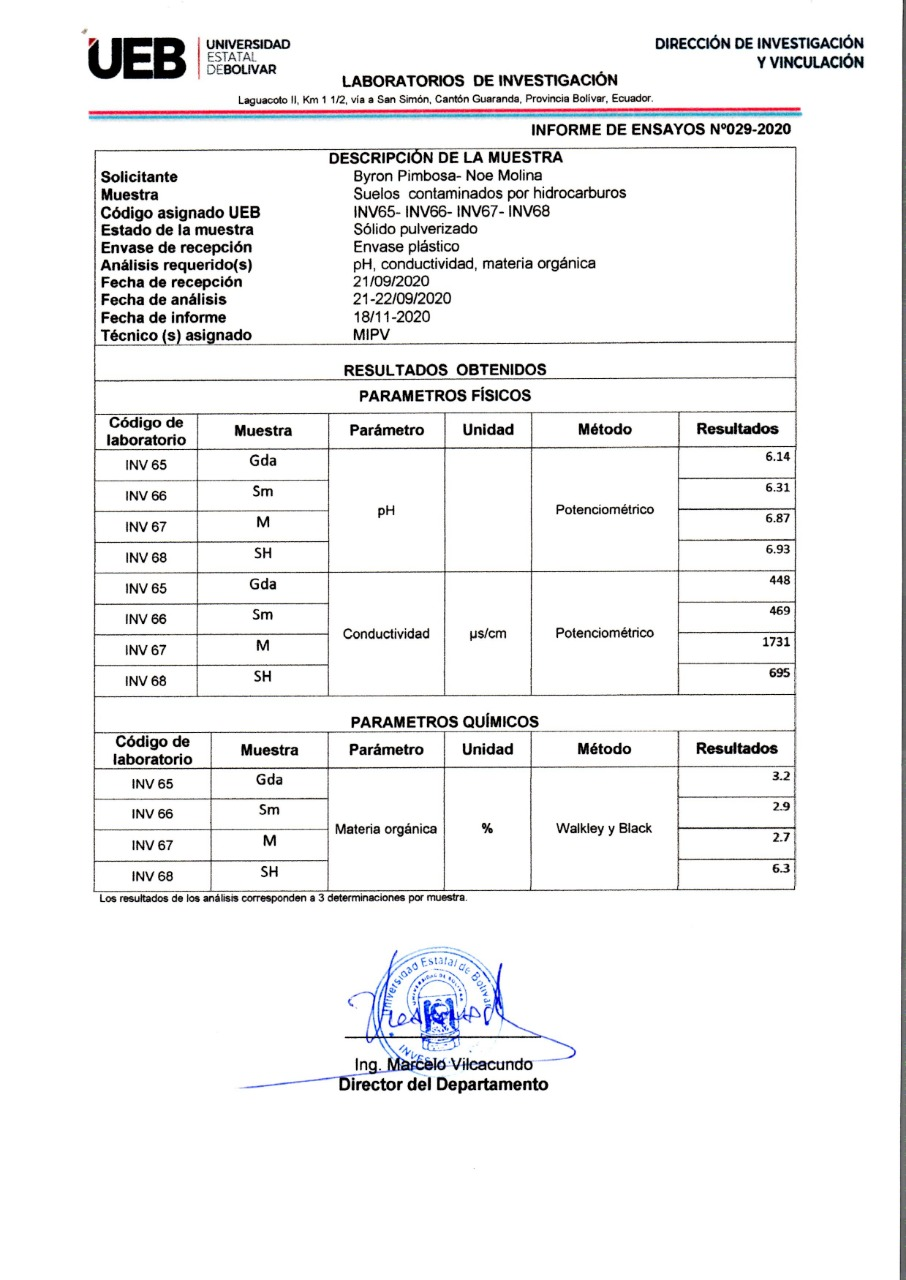 UEB UNIVERSIDAD
ESTATAL
DEBOLIVAR
DIRECCIÓN DE INVESTIGACIÓN
Y VINCULACIÓN
LABORATORIOS DE INVESTIGACIÓN
Laguacoto II, Km 1 1/2, vía a San Simón, Cantón Guaranda, Provincia Bolívar, Ecuador.
INFORME DE ENSAYOS Nº029-2020
DESCRIPCIÓN DE LA MUESTRA
Solicitante Byron Pimbosa- Noe Molina
Muestra Suelos contaminados por hidrocarburos
Código asignado UEB INV65- INV66- INV67- INV68
Estado de la muestra Sólido pulverizado
Envase de recepción Envase plástico
Análisis requerido(s) pH, conductividad, materia orgánica
Fecha de recepción 21/09/2020
Fecha de análisis 21-22/09/2020
Fecha de informe 18/11-2020
Técnico (s) asignado MIPV
RESULTADOS OBTENIDOS
PARAMETROS FÍSICOS
Código de laboratorio Muestra Parámetro Unidad Método Resultados
INV 65 Gda 6.14
INV 66 Sm 6.31
pH Potenciométrico
INV 67 M 6.87
INV 68 SH 6.93
INV 65 Gda 448
INV 66 Sm 469
Conductividad µs/cm Potenciométrico
INV 67 M 1731
INV 68 SH 695
PARAMETROS QUÍMICOS
Código de laboratorio Muestra Parámetro Unidad Método Resultados
INV 65 Gda 3.2
INV 66 Sm 2.9
Materia orgánica % Walkley y Black
INV 67 M 2.7
INV 68 SH 6.3
Los resultados de los análisis corresponden a 3 determinaciones por muestra.
Universidad Estatal de Bolívar
Ing. Marcelo Vilcacundo
Director del Departamento